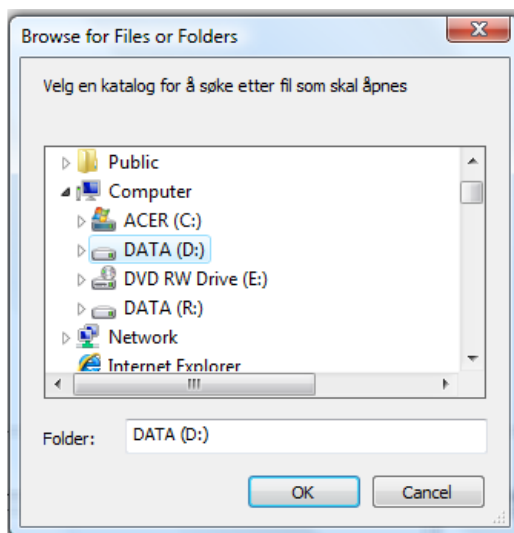 Browse for Files or Folders
Velg en katalog for å søke etter fil som skal åpnes
Public
Computer
ACER (C:)
DATA (D:)
DVD RW Drive (E:)
DATA (R:)
Network
Internet Explorer
Folder: DATA (D:)
OK Cancel